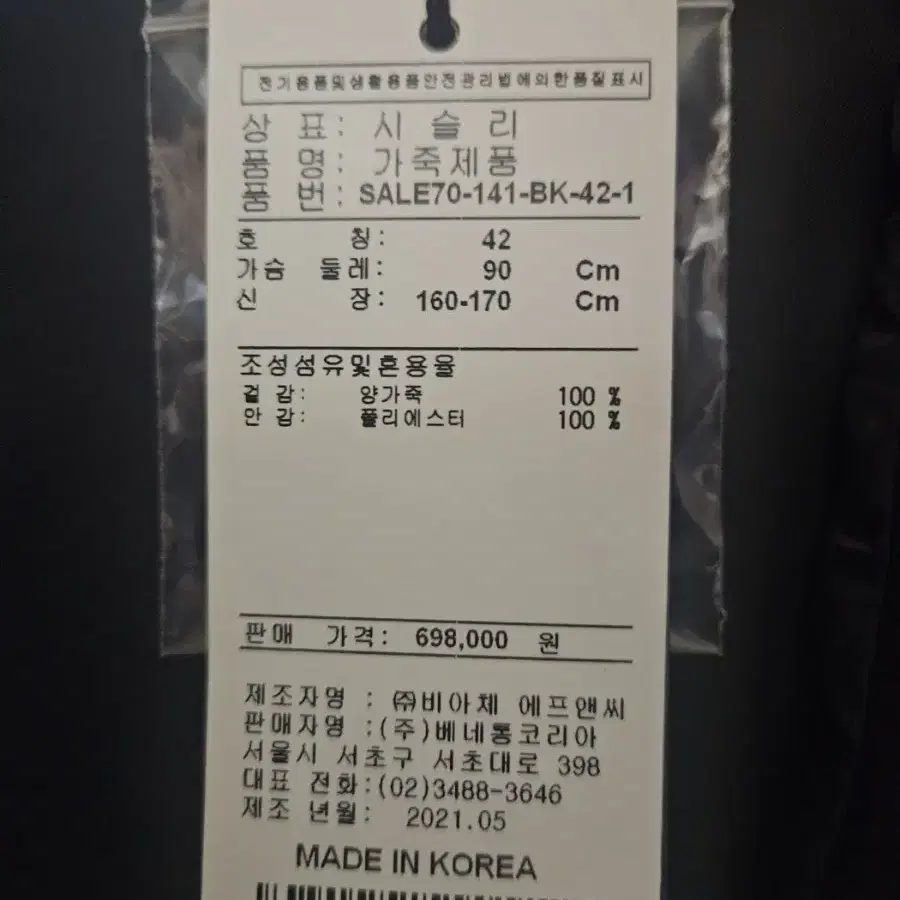 전기용품및생활용품안전관리법에의한품질표시
상 표: 시 슬 리
품 명: 가죽제품
품 번: SALE70-141-BK-42-1
호 칭: 42
가슴 둘레: 90 Cm
신 장: 160-170 Cm
조성섬유및혼용율
겉 감: 양가죽 100 %
안 감: 폴리에스터 100 %
판매 가격: 698,000 원
제조자명 : ㈜비아체 에프앤씨
판매자명 :(주)베네통코리아
서울시 서초구 서초대로 398
대표 전화:(02)3488-3646
제조 년월: 2021.05
MADE IN KOREA